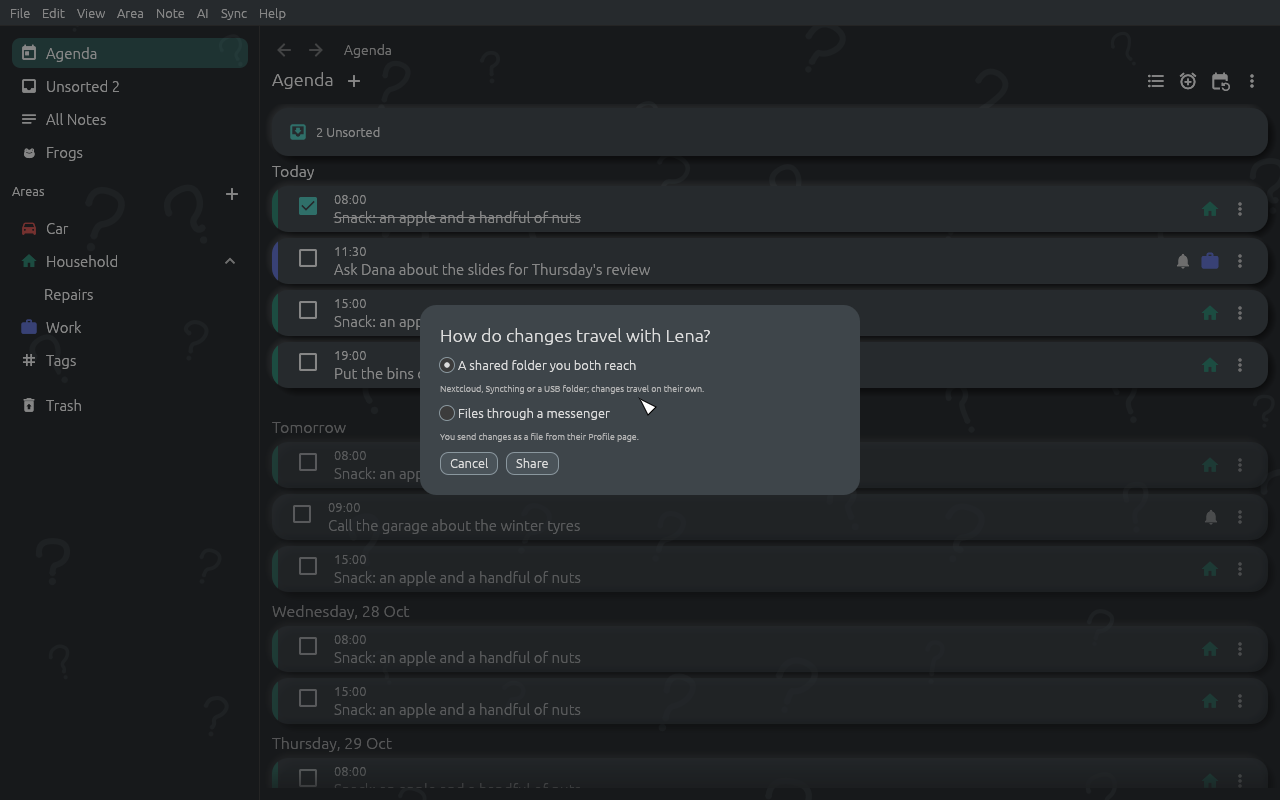 File Edit View Area Note AI Sync Help
Agenda
Unsorted 2
All Notes
Frogs
Areas
Car
Household
Repairs
Work
Tags
Trash
Agenda
Agenda
2 Unsorted
Today
08:00
Snack: an apple and a handful of nuts
11:30
Ask Dana about the slides for Thursday's review
15:00
Snack: an app
19:00
Put the bins
How do changes travel with Lena?
A shared folder you both reach
Nextcloud, Syncthing or a USB folder; changes travel on their own.
Files through a messenger
You send changes as a file from their Profile page.
Cancel Share
Tomorrow
08:00
Snack: an app
09:00
Call the garage about the winter tyres
15:00
Snack: an apple and a handful of nuts
Wednesday, 28 Oct
08:00
Snack: an apple and a handful of nuts
15:00
Snack: an apple and a handful of nuts
Thursday, 29 Oct
08:00
Snack: an apple and a handful of nuts